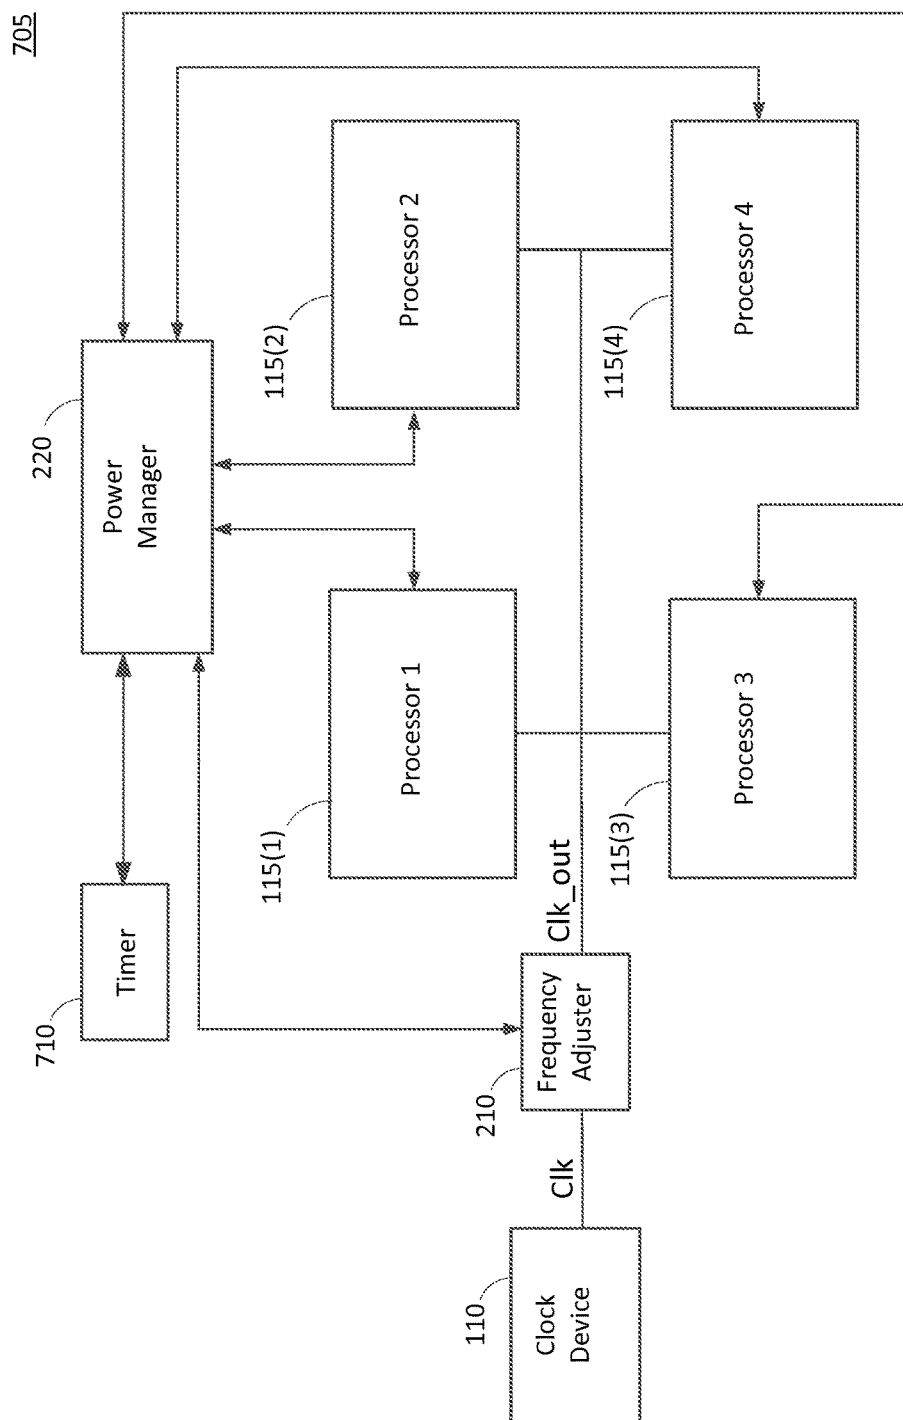 705
Timer
710
Power
Manager
220
Processor 1
115(1)
Processor 2
115(2)
Clock
Device
110
Clk
Frequency
Adjuster
210
Clk_out
Processor 3
115(3)
Processor 4
115(4)